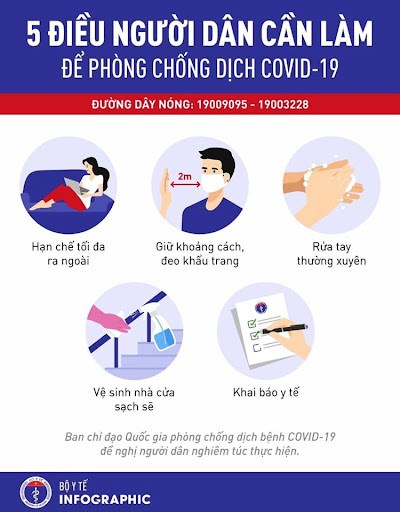 5 ĐIỀU NGƯỜI DÂN CẦN LÀM
ĐỂ PHÒNG CHỐNG DỊCH COVID-19
ĐƯỜNG DÂY NÓNG: 19009095 - 19003228
2m
Hạn chế tối đa
ra ngoài
Giữ khoảng cách,
đeo khẩu trang
Rửa tay
thường xuyên
Vệ sinh nhà cửa
sạch sẽ
Khai báo y tế
Ban chỉ đạo Quốc gia phòng chống dịch bệnh COVID-19
đề nghị người dân nghiêm túc thực hiện.
BỘ Y TẾ
INFOGRAPHIC